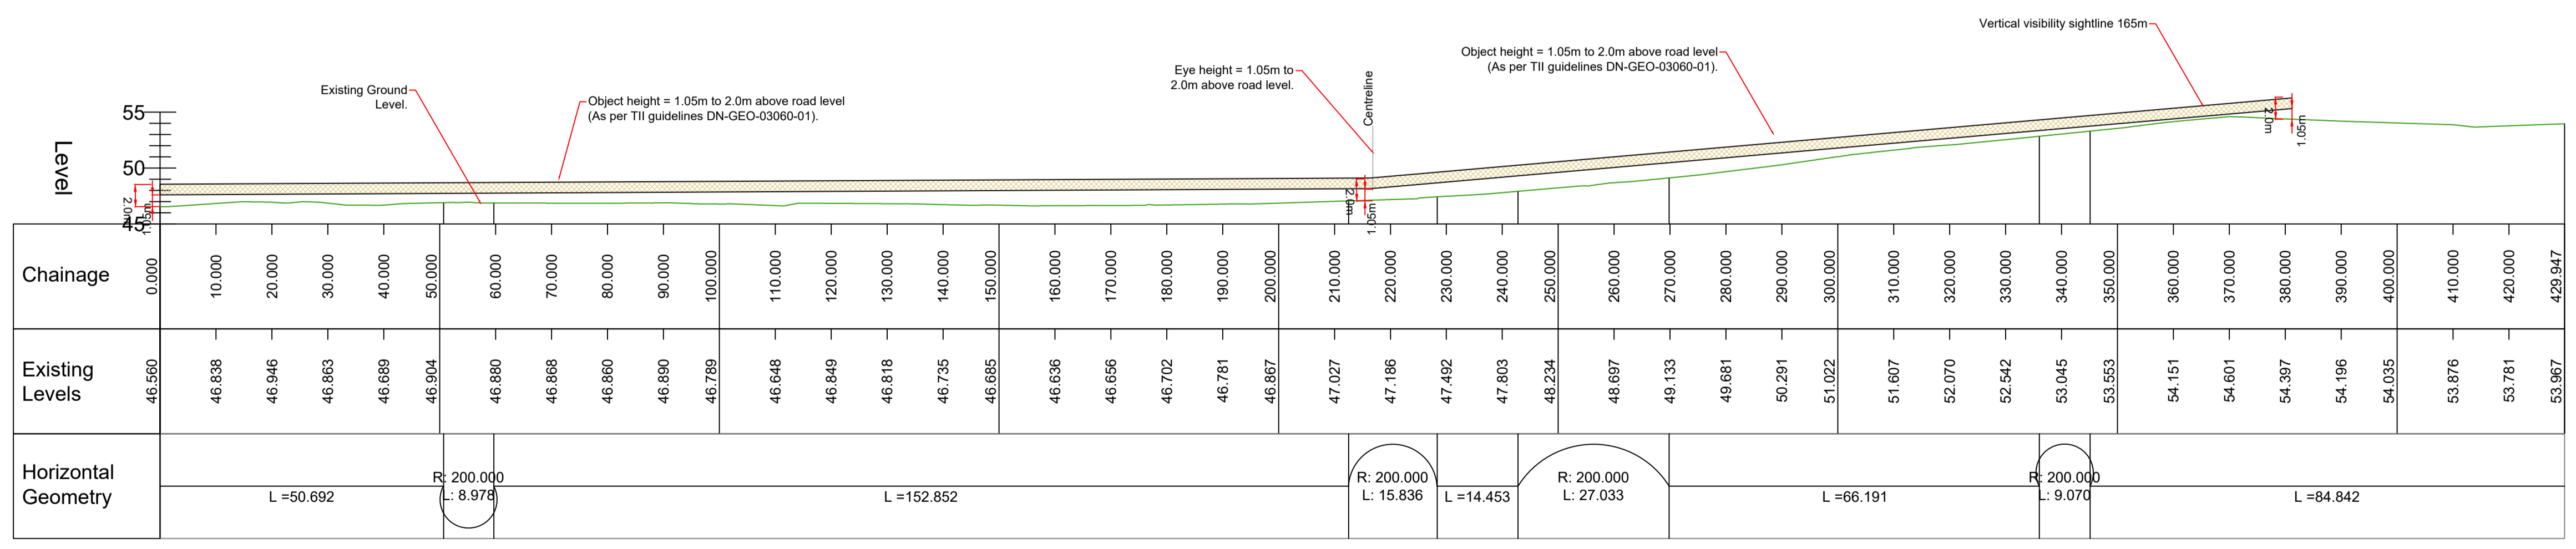 Vertical visibility sightline 165m
Object height = 1.05m to 2.0m above road level
(As per TII guidelines DN-GEO-03060-01).
Eye height = 1.05m to
2.0m above road level.
Centreline
Existing Ground
Level.
Object height = 1.05m to 2.0m above road level
(As per TII guidelines DN-GEO-03060-01).
Level
55
50
45
2.0m
1.05m
2.0m
1.05m
2.0m
1.05m
Chainage
0.000
10.000
20.000
30.000
40.000
50.000
60.000
70.000
80.000
90.000
100.000
110.000
120.000
130.000
140.000
150.000
160.000
170.000
180.000
190.000
200.000
210.000
220.000
230.000
240.000
250.000
260.000
270.000
280.000
290.000
300.000
310.000
320.000
330.000
340.000
350.000
360.000
370.000
380.000
390.000
400.000
410.000
420.000
429.947
Existing
Levels
46.560
46.838
46.946
46.863
46.689
46.904
46.880
46.868
46.860
46.890
46.789
46.648
46.849
46.818
46.735
46.685
46.636
46.656
46.702
46.781
46.867
47.027
47.186
47.492
47.803
48.234
48.697
49.133
49.681
50.291
51.022
51.607
52.070
52.542
53.045
53.553
54.151
54.601
54.397
54.196
54.035
53.876
53.781
53.967
Horizontal
Geometry
L =50.692
R: 200.000
L: 8.978
L =152.852
R: 200.000
L: 15.836
L =14.453
R: 200.000
L: 27.033
L =66.191
R: 200.000
L: 9.070
L =84.842